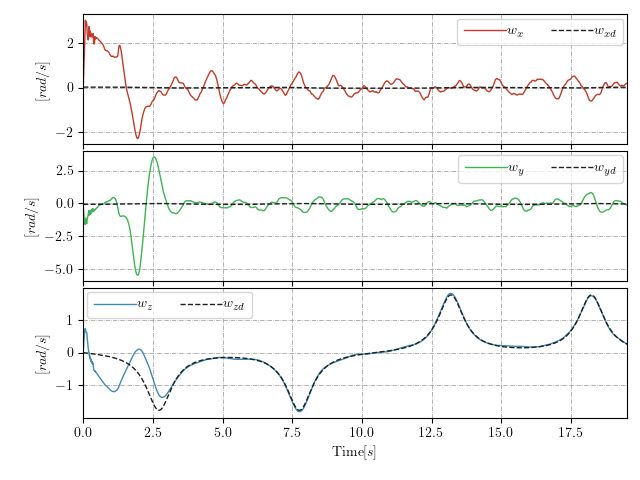 2
0
−2
[rad/s]
w_x
w_xd
2.5
0.0
−2.5
−5.0
[rad/s]
w_y
w_yd
1
0
−1
[rad/s]
w_z
w_zd
0.0 2.5 5.0 7.5 10.0 12.5 15.0 17.5
Time[s]